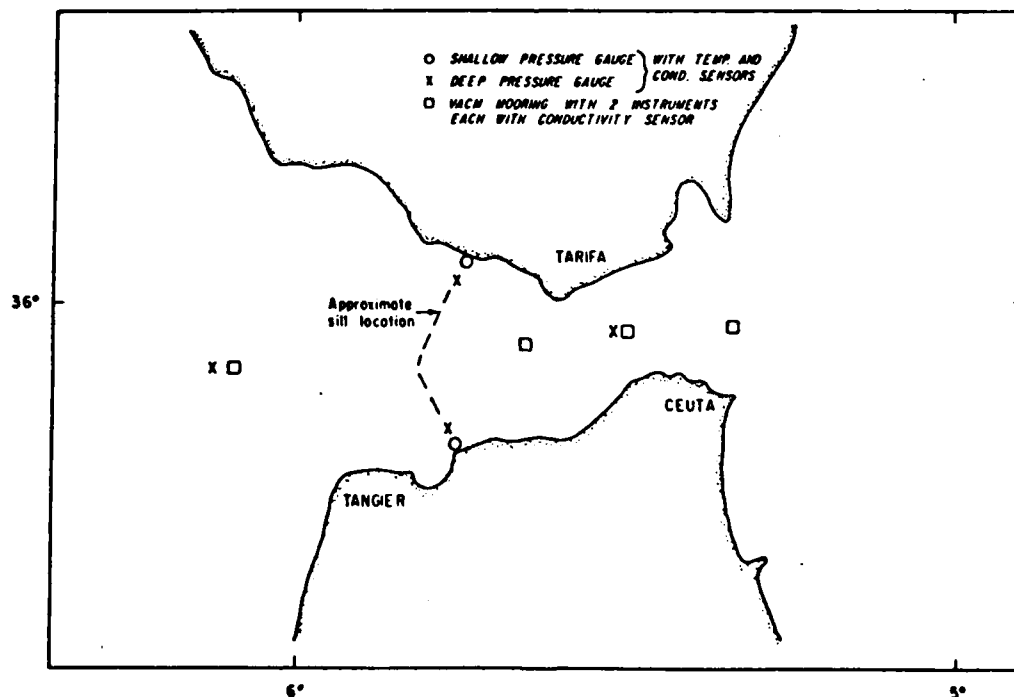 O SHALLOW PRESSURE GAUGE } WITH TEMP. AND
X DEEP PRESSURE GAUGE } COND. SENSORS
□ VACM MOORING WITH 2 INSTRUMENTS
EACH WITH CONDUCTIVITY SENSOR
TARIFA
36°
Approximate
sill location
CEUTA
TANGIER
6°
5°